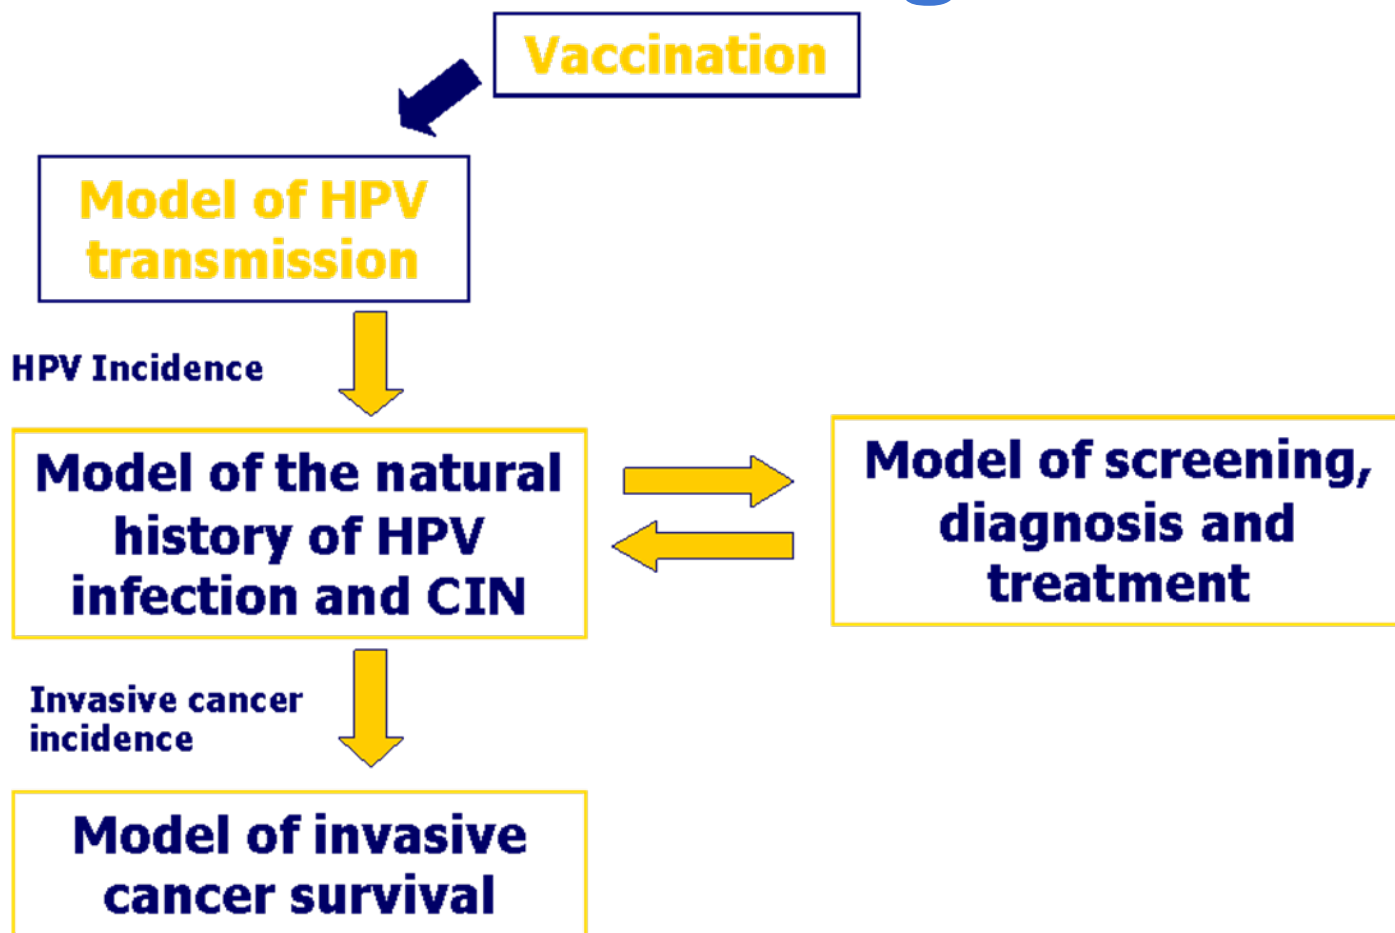 Vaccination
Model of HPV
transmission
HPV Incidence
Model of the natural
history of HPV
infection and CIN
Model of screening,
diagnosis and
treatment
Invasive cancer
incidence
Model of invasive
cancer survival